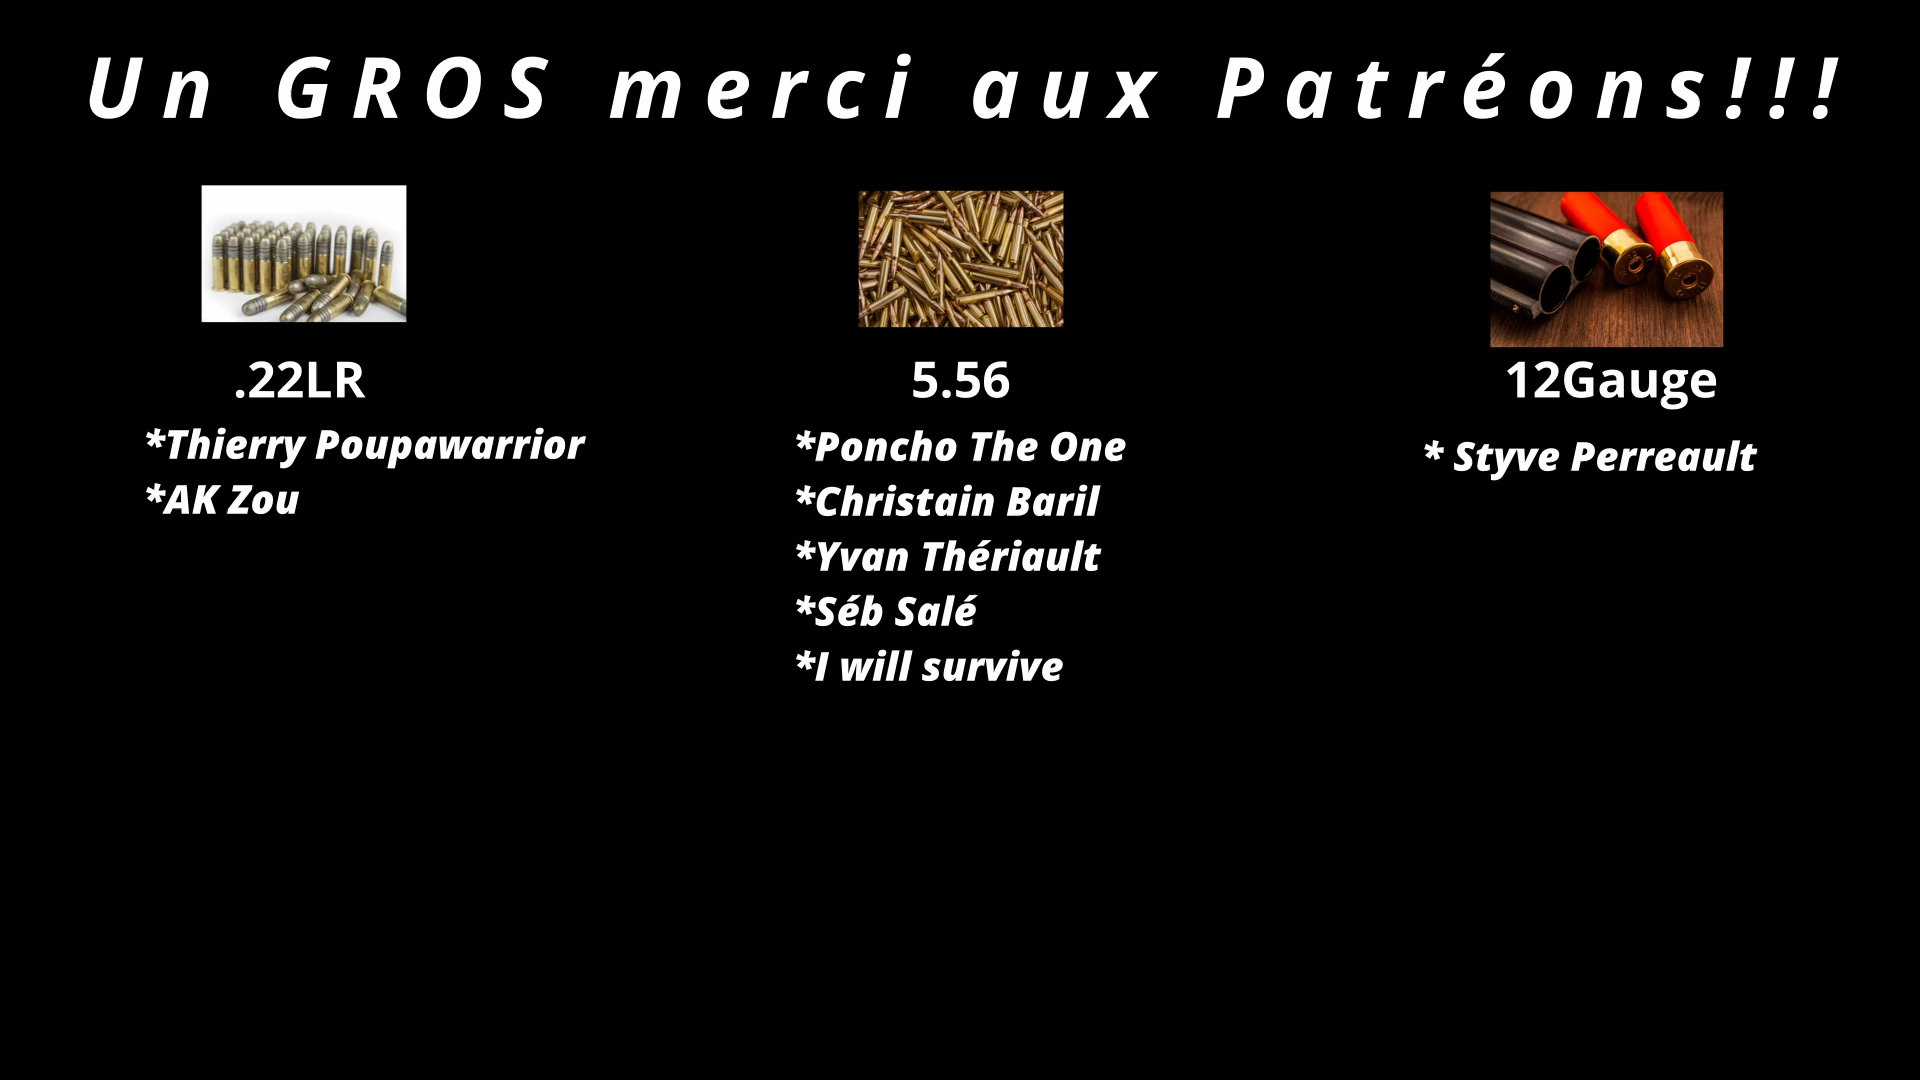 Un GROS merci aux Patréons!!!
.22LR
*Thierry Poupawarrior
*AK Zou
5.56
*Poncho The One
*Christain Baril
*Yvan Thériault
*Séb Salé
*I will survive
12Gauge
* Styve Perreault